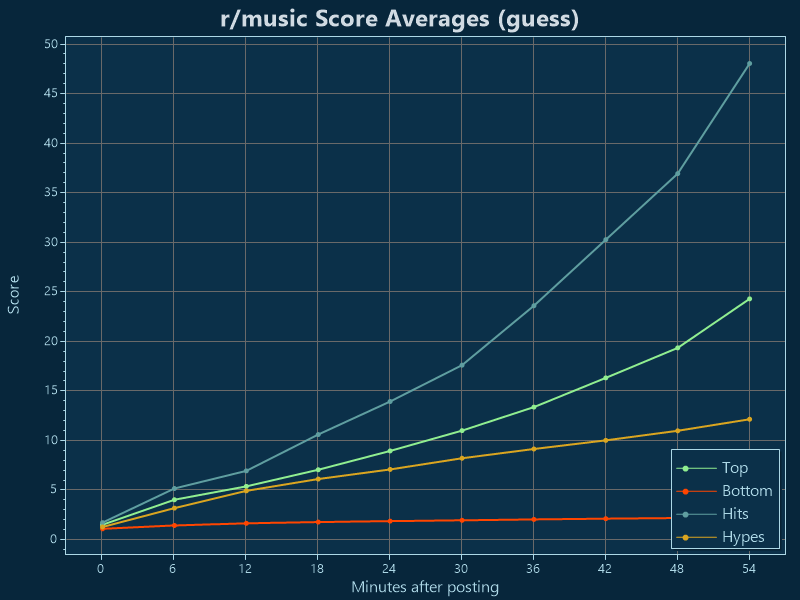 r/music Score Averages (guess)
Score
50
45
40
35
30
25
20
15
10
5
0
Top
Bottom
Hits
Hypes
0 6 12 18 24 30 36 42 48 54
Minutes after posting